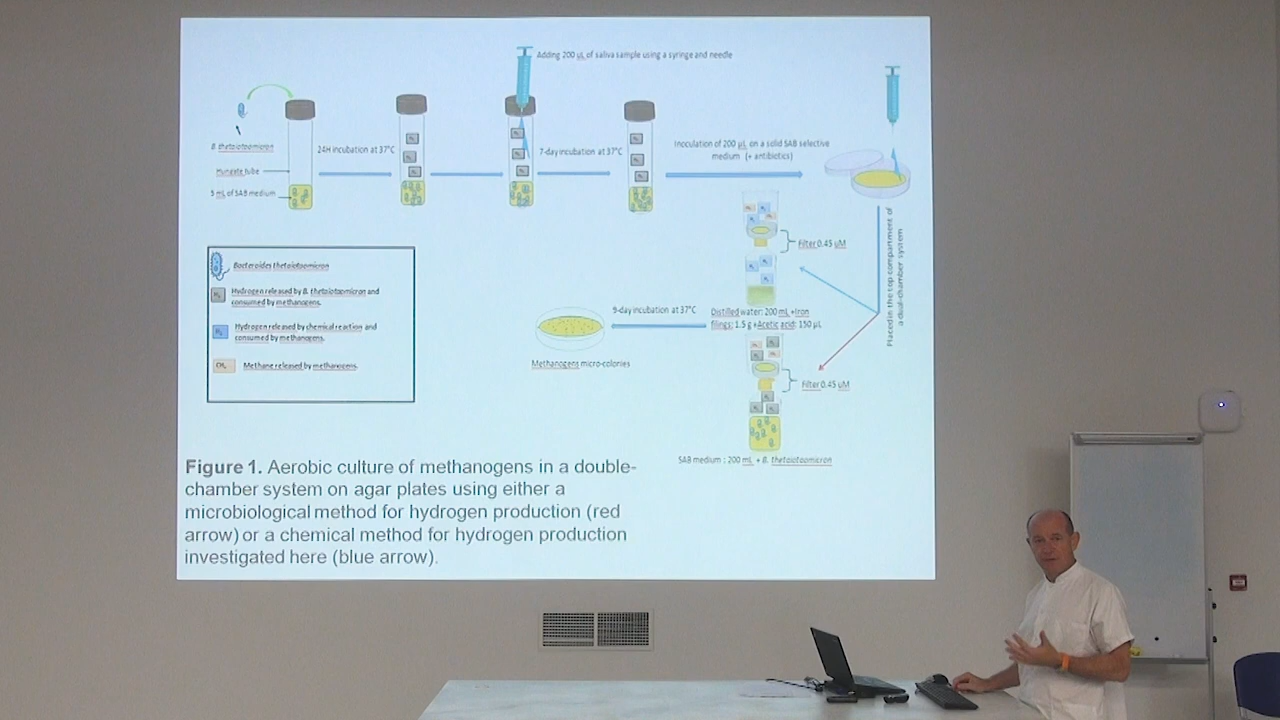 Adding 200 µL of saliva sample using a syringe and needle
B. thetaiotaomicron
Hungate tube
5 mL of SAB medium
24H incubation at 37°C
7-day incubation at 37°C
Inoculation of 200 µL on a solid SAB selective
medium (+ antibiotics)
Placed in the top compartment of
a dual-chamber system
Filter 0.45 uM
Distilled water: 200 mL +Iron
filings: 1.5 g +Acetic acid: 150 µL
9-day incubation at 37°C
Methanogens micro-colonies
Filter 0.45 uM
SAB medium : 200 mL + B. thetaiotaomicron
Bacteroides thetaiotaomicron
H₂
Hydrogen released by B. thetaiotaomicron and
consumed by methanogens.
H₂
Hydrogen released by chemical reaction and
consumed by methanogens.
CH₄
Methane released by methanogens.
Figure 1. Aerobic culture of methanogens in a double-
chamber system on agar plates using either a
microbiological method for hydrogen production (red
arrow) or a chemical method for hydrogen production
investigated here (blue arrow).